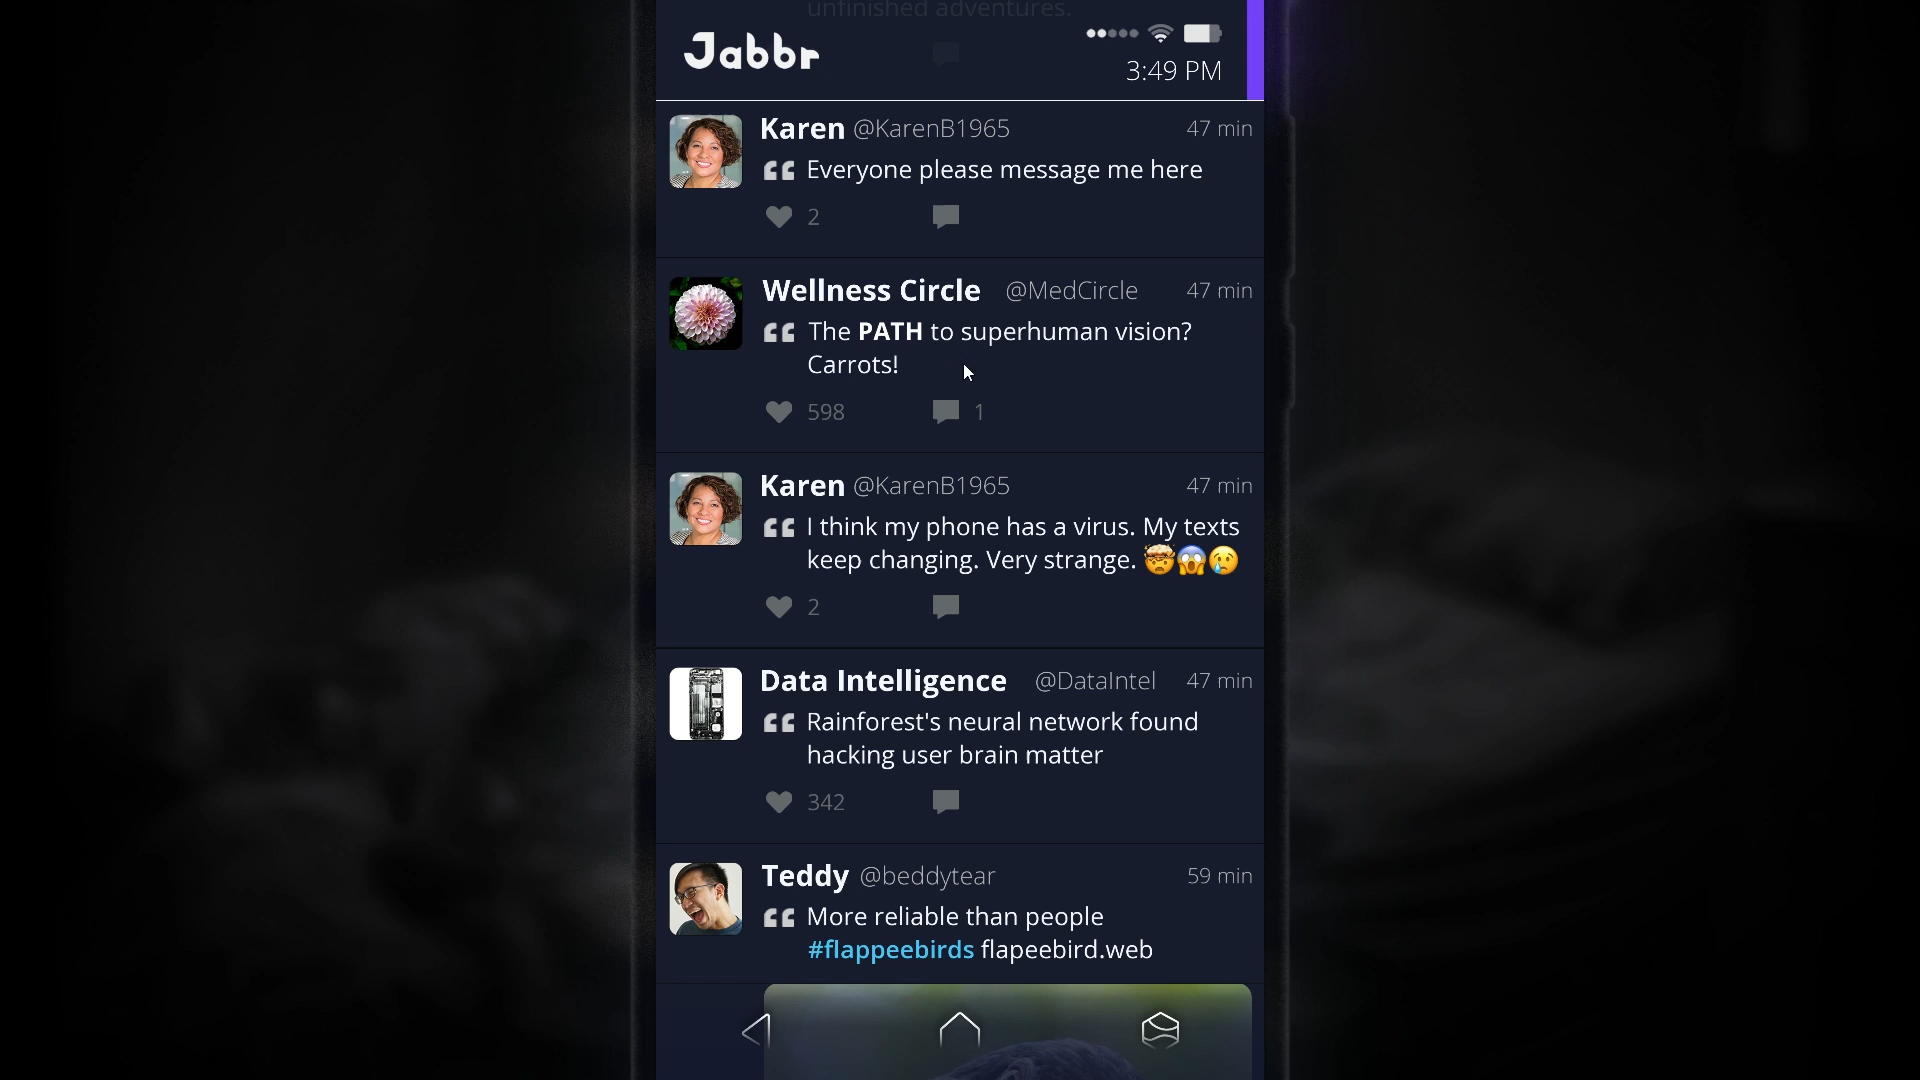 unfinished adventures.
Jabbr
3:49 PM
Karen @KarenB1965 47 min
Everyone please message me here
2
Wellness Circle @MedCircle 47 min
The PATH to superhuman vision?
Carrots!
598 1
Karen @KarenB1965 47 min
I think my phone has a virus. My texts
keep changing. Very strange. 🤯😱😢
2
Data Intelligence @DataIntel 47 min
Rainforest's neural network found
hacking user brain matter
342
Teddy @beddytear 59 min
More reliable than people
#flappeebirds flapeebird.web